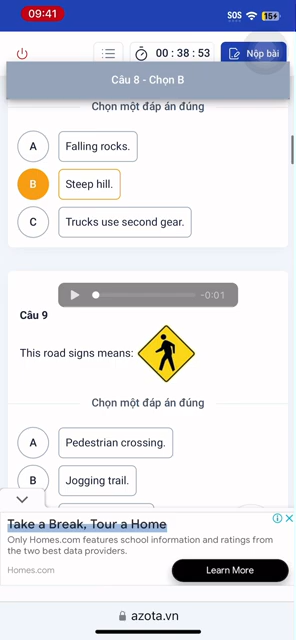 09:41
SOS
15
00 : 38 : 53
Nộp bài
Câu 8 - Chọn B
Chọn một đáp án đúng
A
Falling rocks.
B
Steep hill.
C
Trucks use second gear.
-0:01
Câu 9
This road signs means:
Chọn một đáp án đúng
A
Pedestrian crossing.
B
Jogging trail.
Take a Break, Tour a Home
Only Homes.com features school information and ratings from
the two best data providers.
Homes.com
Learn More
azota.vn